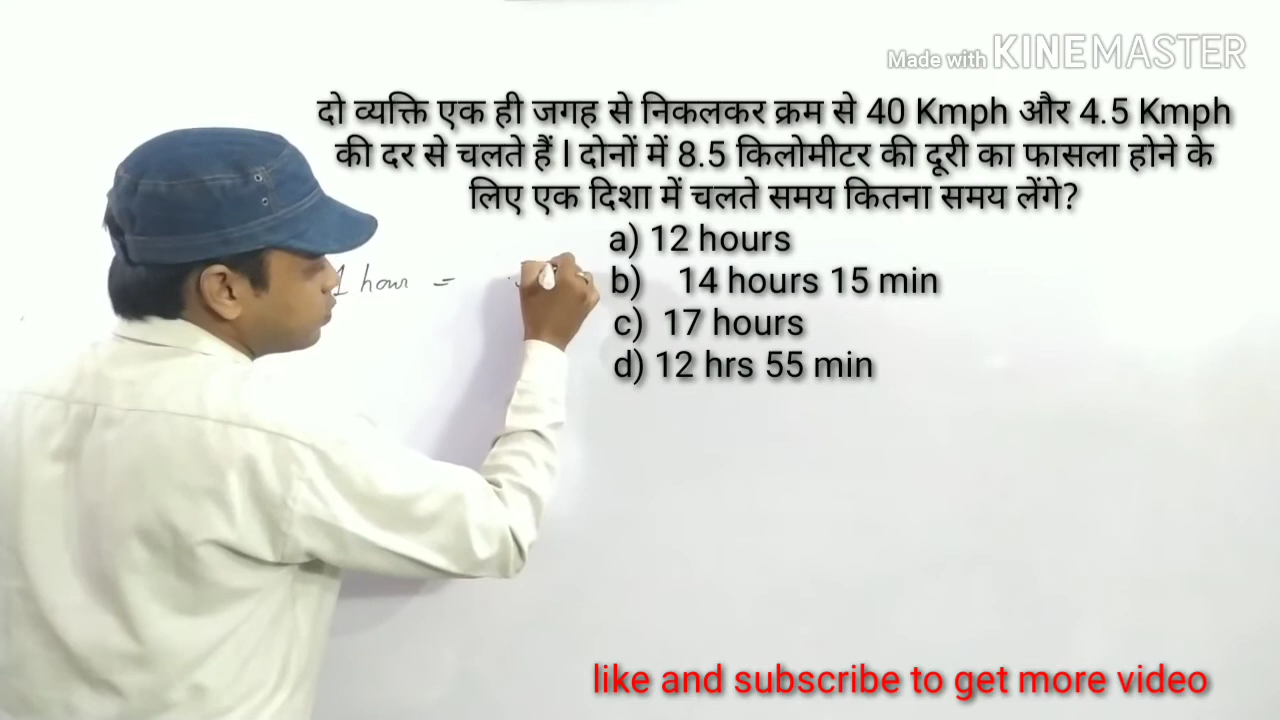 Made with KINEMASTER
दो व्यक्ति एक ही जगह से निकलकर क्रम से 40 Kmph और 4.5 Kmph
की दर से चलते हैं l दोनों में 8.5 किलोमीटर की दूरी का फासला होने के
लिए एक दिशा में चलते समय कितना समय लेंगे?
a) 12 hours
b) 14 hours 15 min
c) 17 hours
d) 12 hrs 55 min
1 hour =
like and subscribe to get more video